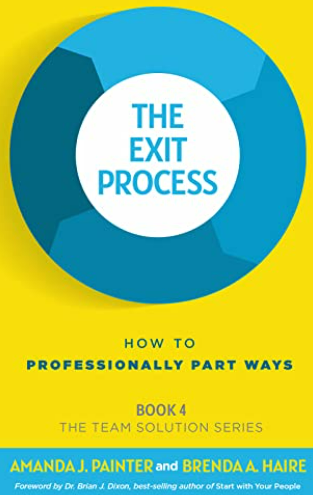 THE
EXIT
PROCESS
HOW TO
PROFESSIONALLY PART WAYS
BOOK 4
THE TEAM SOLUTION SERIES
AMANDA J. PAINTER and BRENDA A. HAIRE
Foreword by Dr. Brian J. Dixon, best-selling author of Start with Your People